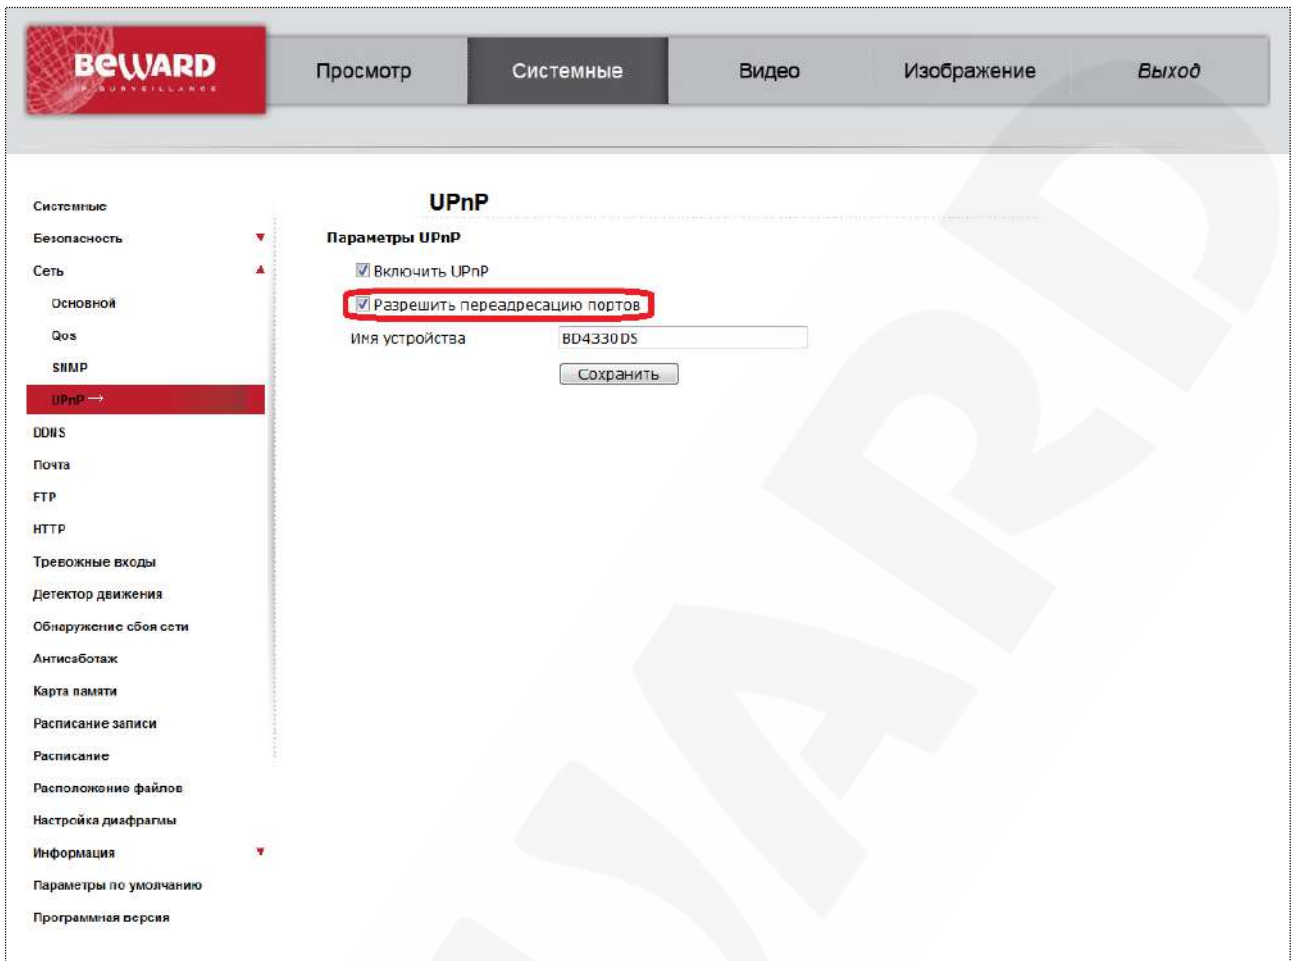 BEWARD
IP SURVEILLANCE
Просмотр
Системные
Видео
Изображение
Выход
Системные
Безопасность
Сеть
Основной
Qos
SNMP
UPnP →
DDNS
Почта
FTP
HTTP
Тревожные входы
Детектор движения
Обнаружение сбоя сети
Антисаботаж
Карта памяти
Расписание записи
Расписание
Расположение файлов
Настройка диафрагмы
Информация
Параметры по умолчанию
Программная версия
UPnP
Параметры UPnP
Включить UPnP
Разрешить переадресацию портов
Имя устройства BD4330DS
Сохранить